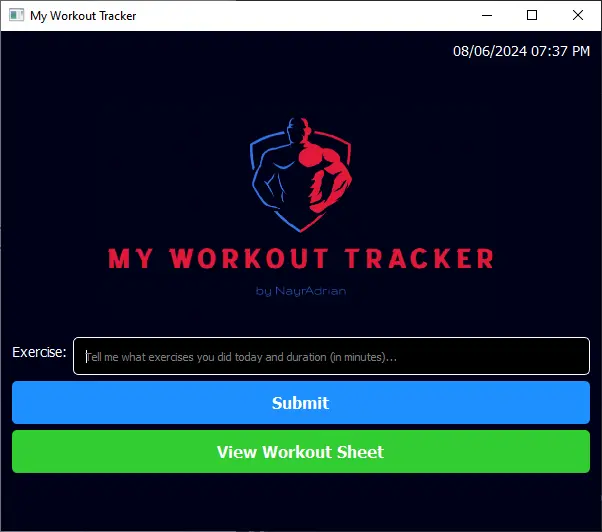 My Workout Tracker
08/06/2024 07:37 PM
MY WORKOUT TRACKER
by NayrAdrian
Exercise: Tell me what exercises you did today and duration (in minutes)...
Submit
View Workout Sheet